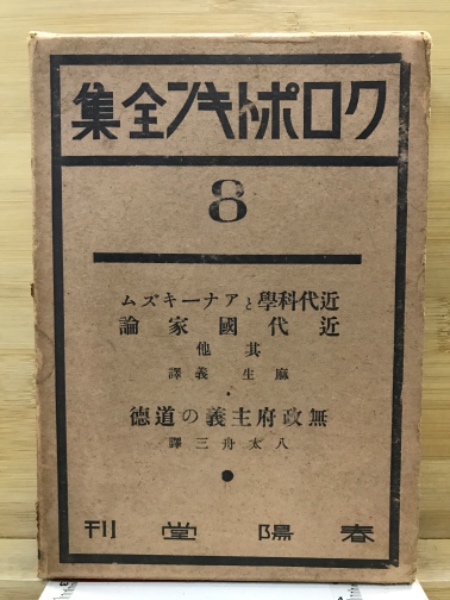 クロポトキン全集
8
近代科學とアナーキズム
近代國家論
其他
麻生義譯
無政府主義の道德
八太舟三譯
春陽堂刊